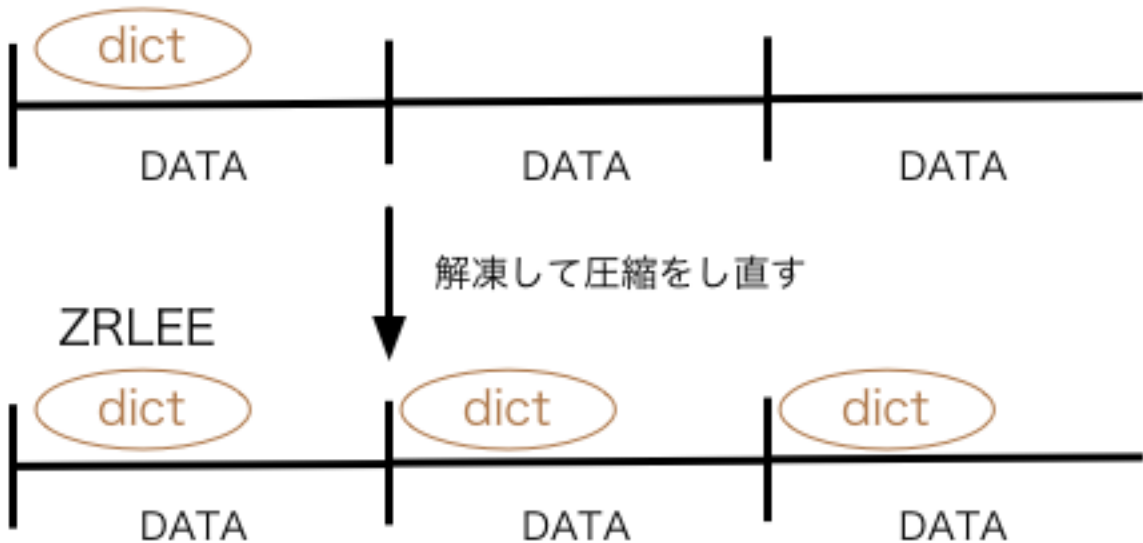 dict
DATA DATA DATA
解凍して圧縮をし直す
ZRLEE
dict dict dict
DATA DATA DATA